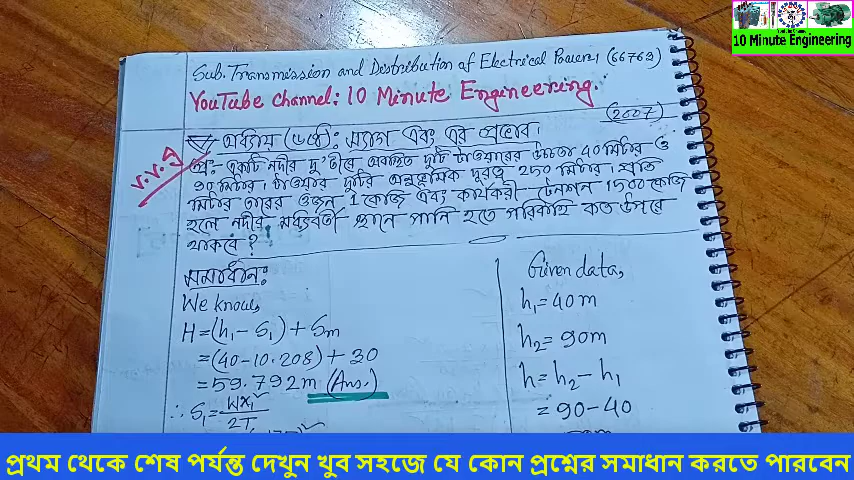 10 Minute Engineering
Sub. Transmission and Distribution of Electrical Power-1 (66763)
YouTube Channel: 10 Minute Engineering.
(2007)
অধ্যায় (৬ষ্ঠ): স্যাগ এবং এর প্রয়োগ।
V.V.g
প্রঃ একটি নদীর দু'তীরে অবস্থিত দুটি টাওয়ারের উচ্চতা 40 মিটার ও
90 মিটার। টাওয়ার দুটির অনুভূমিক দূরত্ব 250 মিটার। প্রতি
মিটার তারের ওজন 1 কেজি এবং কার্যকরী টেনশন 1500 কেজি
হলে নদীর মধ্যবর্তী স্থানে পানি হতে পরিবাহি কত উপরে
থাকবে ?
সমাধানঃ
We know,
H = (h₁ - S₁) + Sm
= (40 - 10.208) + 30
= 59.792m (Ans.)
∴ S₁ = WX₁² / 2T
Given data,
h₁ = 40m
h₂ = 90m
h = h₂ - h₁
= 90 - 40
প্রথম থেকে শেষ পর্যন্ত দেখুন খুব সহজে যে কোন প্রশ্নের সমাধান করতে পারবেন